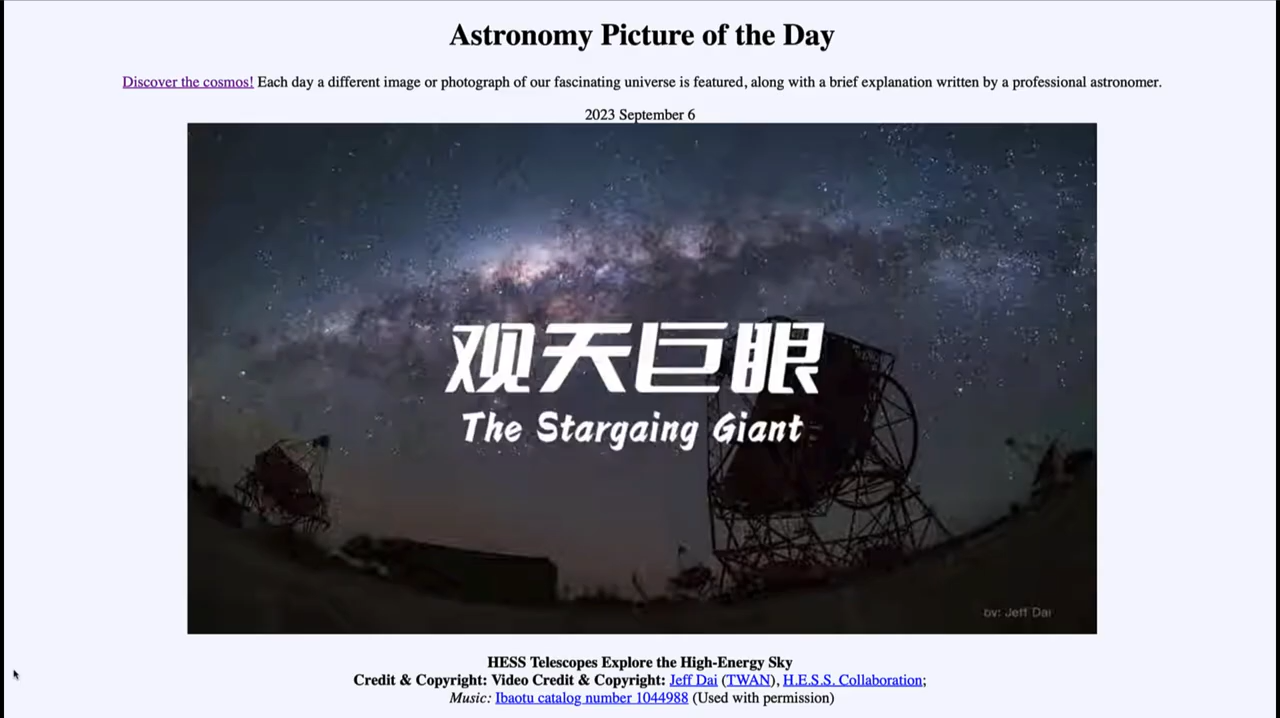 Astronomy Picture of the Day
Discover the cosmos! Each day a different image or photograph of our fascinating universe is featured, along with a brief explanation written by a professional astronomer.
2023 September 6
观天巨眼
The Stargaing Giant
by: Jeff Dai
HESS Telescopes Explore the High-Energy Sky
Credit & Copyright: Video Credit & Copyright: Jeff Dai (TWAN), H.E.S.S. Collaboration;
Music: Ibaotu catalog number 1044988 (Used with permission)